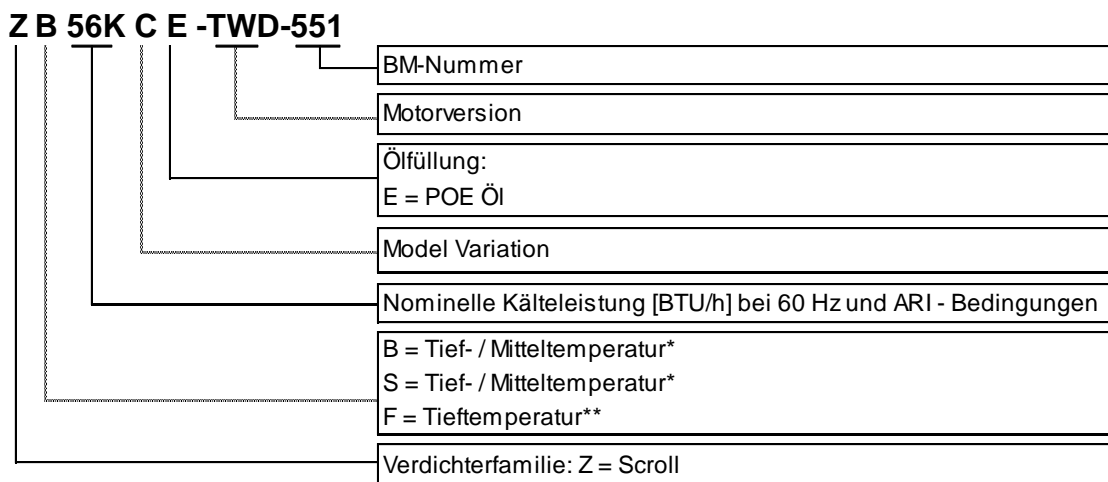 Z B 56K C E -TWD-551
BM-Nummer
Motorversion
Ölfüllung:
E = POE Öl
Model Variation
Nominelle Kälteleistung [BTU/h] bei 60 Hz und ARI - Bedingungen
B = Tief- / Mitteltemperatur*
S = Tief- / Mitteltemperatur*
F = Tieftemperatur**
Verdichterfamilie: Z = Scroll